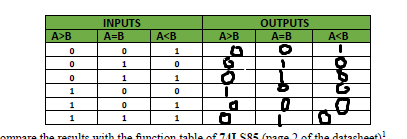 INPUTS OUTPUTS
A>B A=B A<B A>B A=B A<B
0 0 1 0 0 1
0 1 0 0 1 0
0 1 1 0 1 0
1 0 0 1 0 0
1 0 1 0 1 0
1 1 1 0 1 0
ompare the results with the function table of 74LS85 (page 2 of the datasheet)1